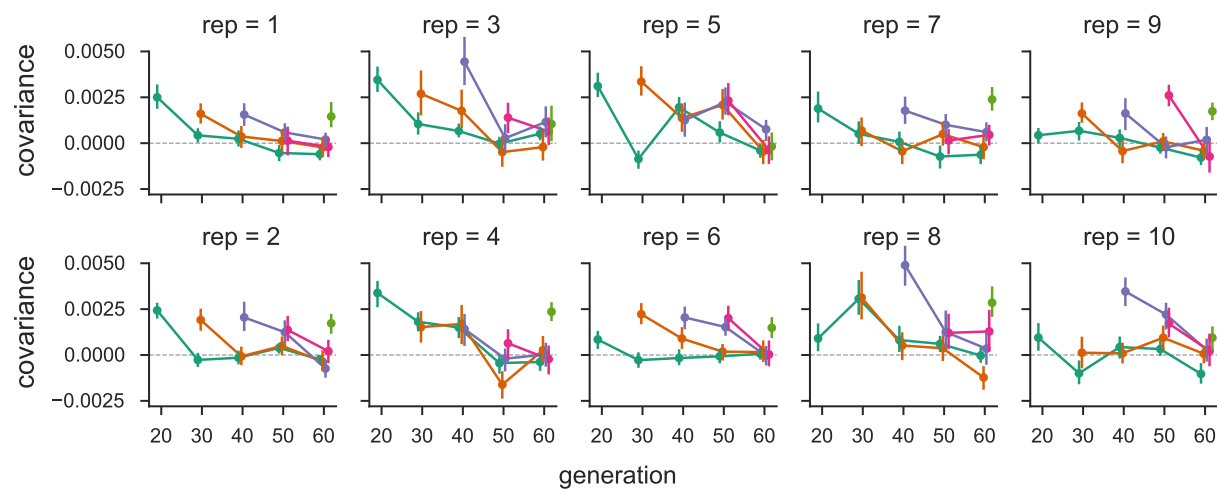 rep = 1
rep = 3
rep = 5
rep = 7
rep = 9
covariance
0.0050
0.0025
0.0000
−0.0025
rep = 2
rep = 4
rep = 6
rep = 8
rep = 10
covariance
0.0050
0.0025
0.0000
−0.0025
20 30 40 50 60
20 30 40 50 60
20 30 40 50 60
20 30 40 50 60
20 30 40 50 60
generation